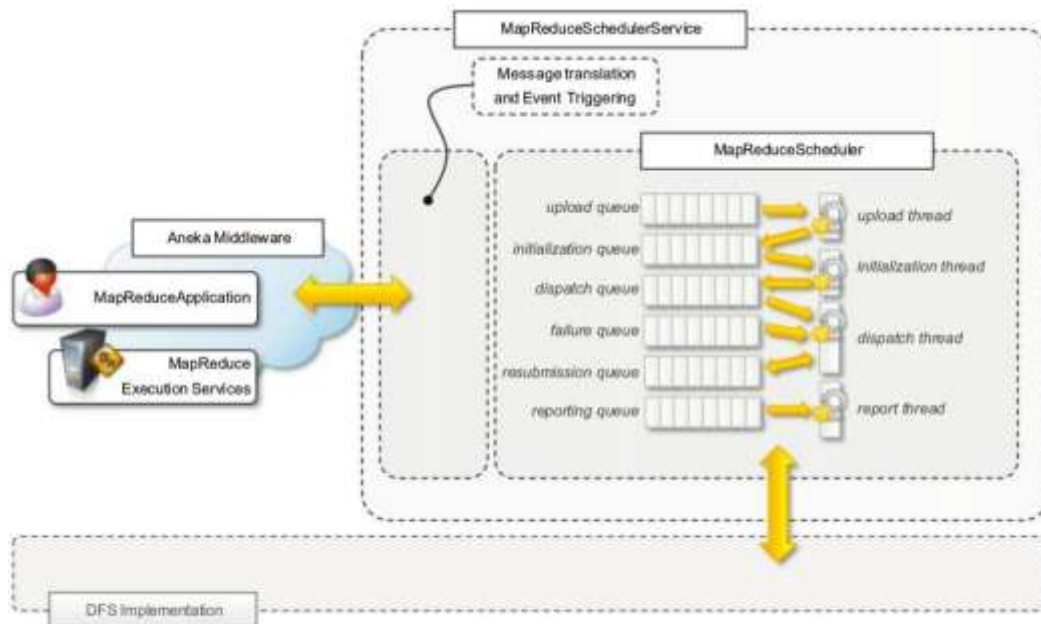 MapReduceSchedulerService
Message translation
and Event Triggering
MapReduceScheduler
upload queue
upload thread
Aneka Middleware
initialization queue
initialization thread
MapReduceApplication
dispatch queue
failure queue
dispatch thread
MapReduce
Execution Services
resubmission queue
reporting queue
report thread
DFS Implementation